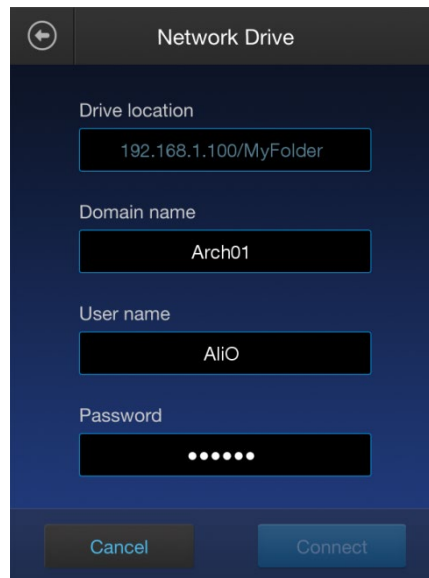 Network Drive
Drive location
192.168.1.100/MyFolder
Domain name
Arch01
User name
AliO
Password
••••••
Cancel
Connect